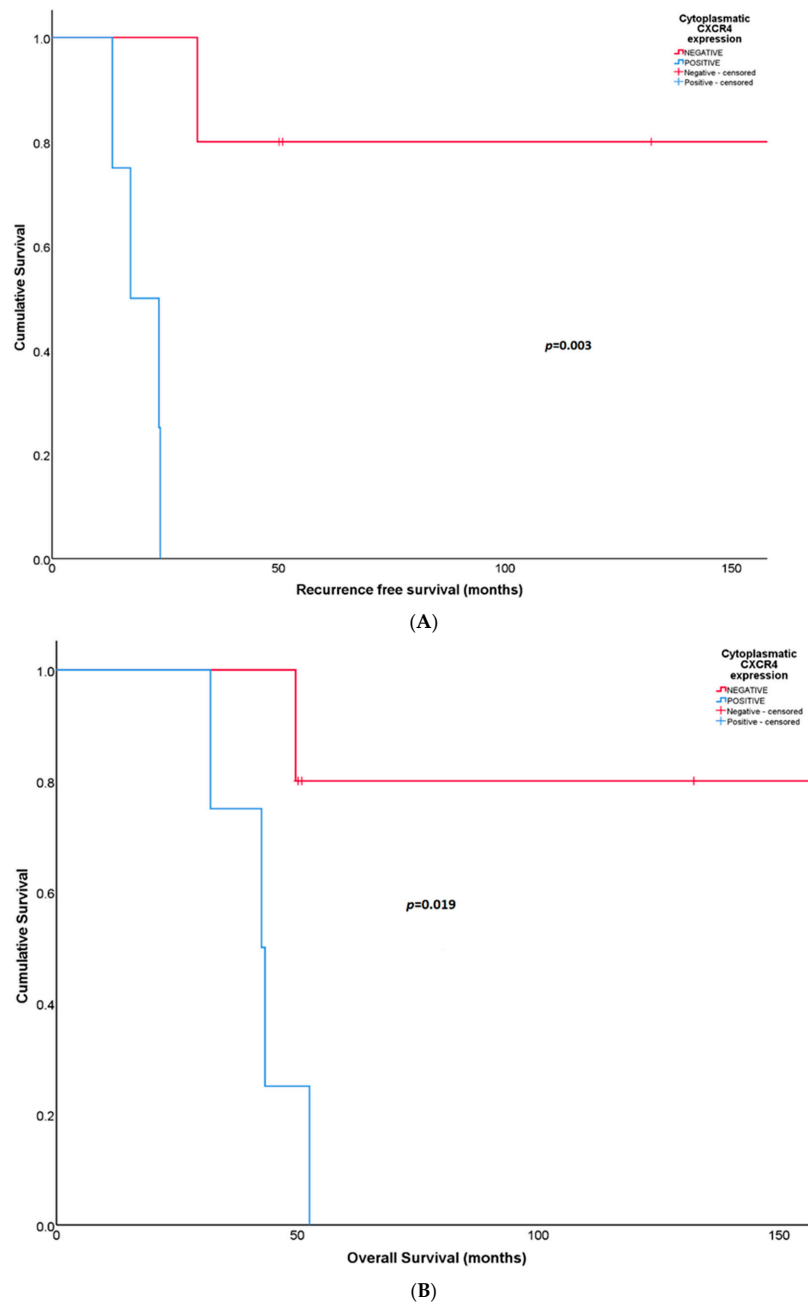 Cytoplasmatic
CXCR4
expression
NEGATIVE
POSITIVE
Negative - censored
Positive - censored
1.0
0.8
0.6
0.4
0.2
0.0
Cumulative Survival
p=0.003
0
50
100
150
Recurrence free survival (months)
(A)
Cytoplasmatic
CXCR4
expression
NEGATIVE
POSITIVE
Negative - censored
Positive - censored
1.0
0.8
0.6
0.4
0.2
0.0
Cumulative Survival
p=0.019
0
50
100
150
Overall Survival (months)
(B)